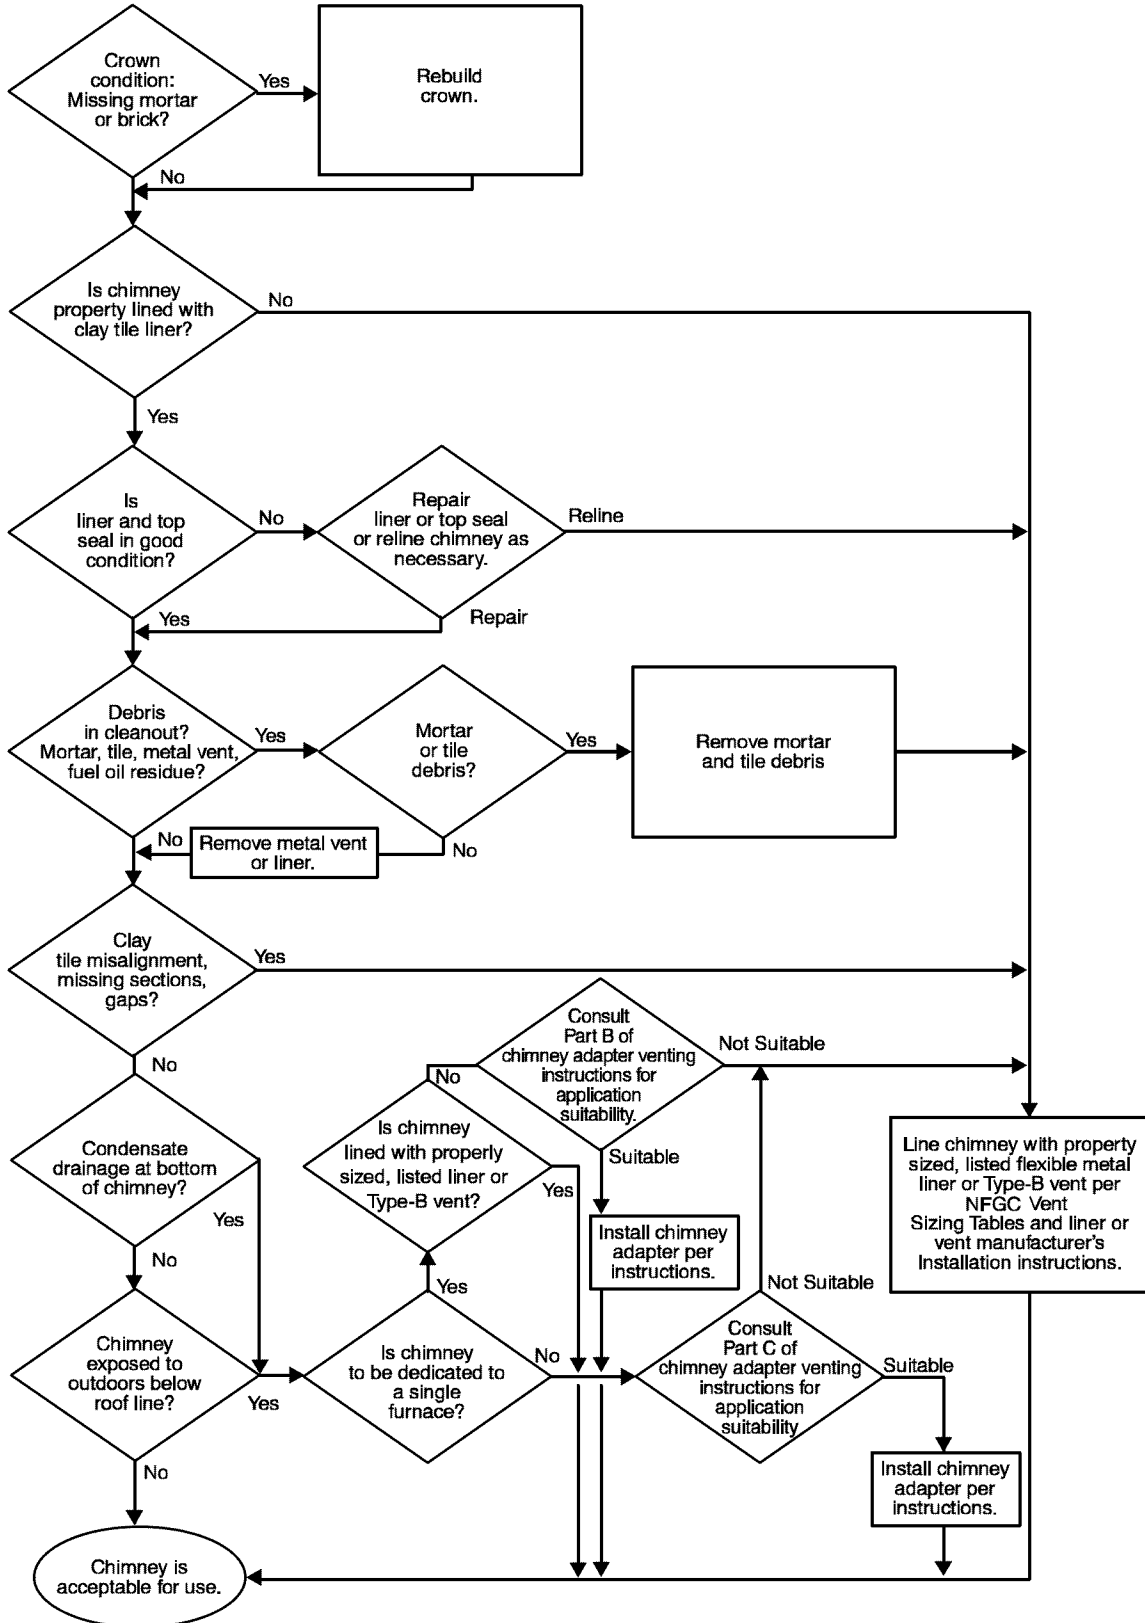 Crown
condition:
Missing mortar
or brick?
Yes
Rebuild
crown.
No
Is chimney
property lined with
clay tile liner?
No
Yes
Is
liner and top
seal in good
condition?
No
Repair
liner or top seal
or reline chimney as
necessary.
Reline
Yes
Repair
Debris
in cleanout?
Mortar, tile, metal vent,
fuel oil residue?
Yes
Mortar
or tile
debris?
Yes
Remove mortar
and tile debris
No
Remove metal vent
or liner.
No
Clay
tile misalignment,
missing sections,
gaps?
Yes
No
Consult
Part B of
chimney adapter venting
instructions for
application
suitability.
Not Suitable
No
Is chimney
lined with properly
sized, listed liner or
Type-B vent?
Yes
Suitable
Condensate
drainage at bottom
of chimney?
Yes
No
Install chimney
adapter per
instructions.
Line chimney with property
sized, listed flexible metal
liner or Type-B vent per
NFGC Vent
Sizing Tables and liner or
vent manufacturer's
Installation instructions.
Yes
Not Suitable
Chimney
exposed to
outdoors below
roof line?
Yes
Is chimney
to be dedicated to
a single
furnace?
No
Consult
Part C of
chimney adapter venting
instructions for
application
suitability
Suitable
No
Install chimney
adapter per
instructions.
Chimney is
acceptable for use.